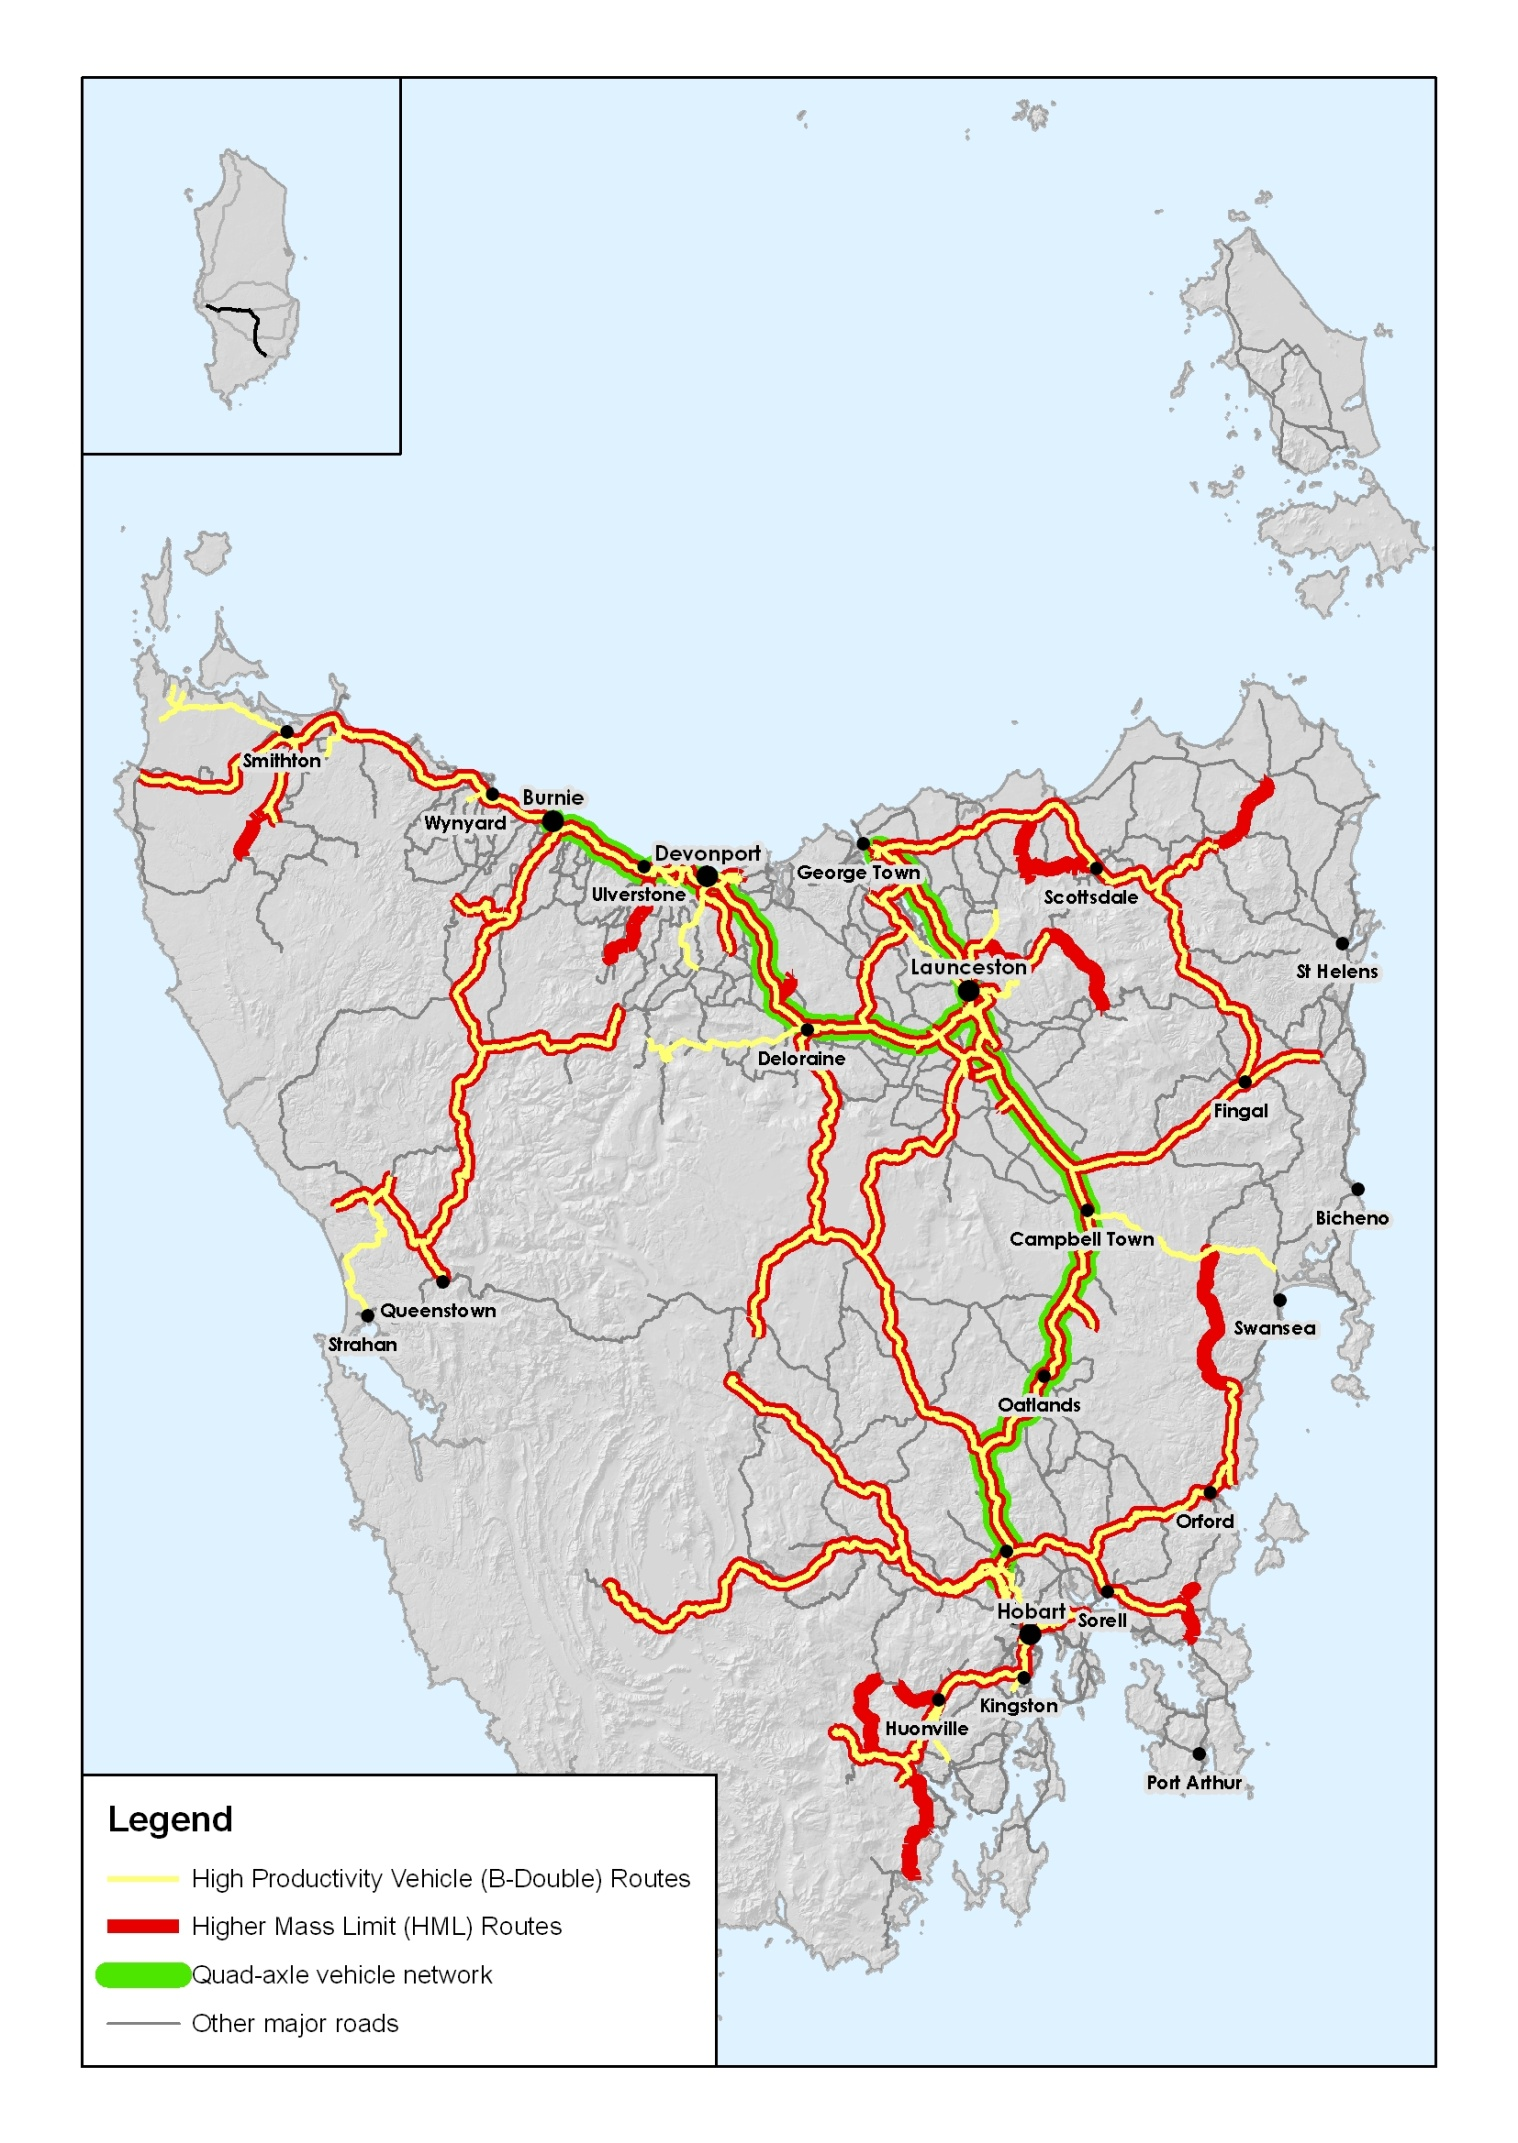 Smithton
Burnie
Wynyard
Devonport
Ulverstone
George Town
Scottsdale
Launceston
St Helens
Deloraine
Fingal
Bicheno
Campbell Town
Queenstown
Strahan
Swansea
Oatlands
Orford
Hobart
Sorell
Kingston
Huonville
Port Arthur
Legend
High Productivity Vehicle (B-Double) Routes
Higher Mass Limit (HML) Routes
Quad-axle vehicle network
Other major roads